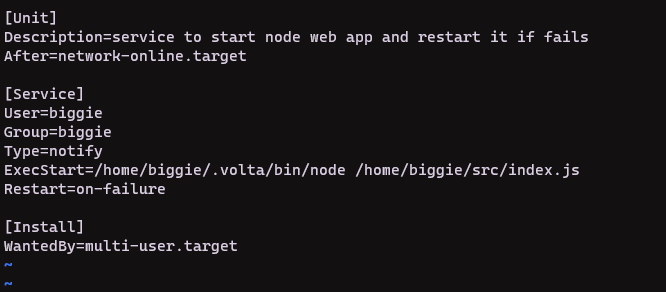 [Unit]
Description=service to start node web app and restart it if fails
After=network-online.target

[Service]
User=biggie
Group=biggie
Type=notify
ExecStart=/home/biggie/.volta/bin/node /home/biggie/src/index.js
Restart=on-failure

[Install]
WantedBy=multi-user.target
~
~